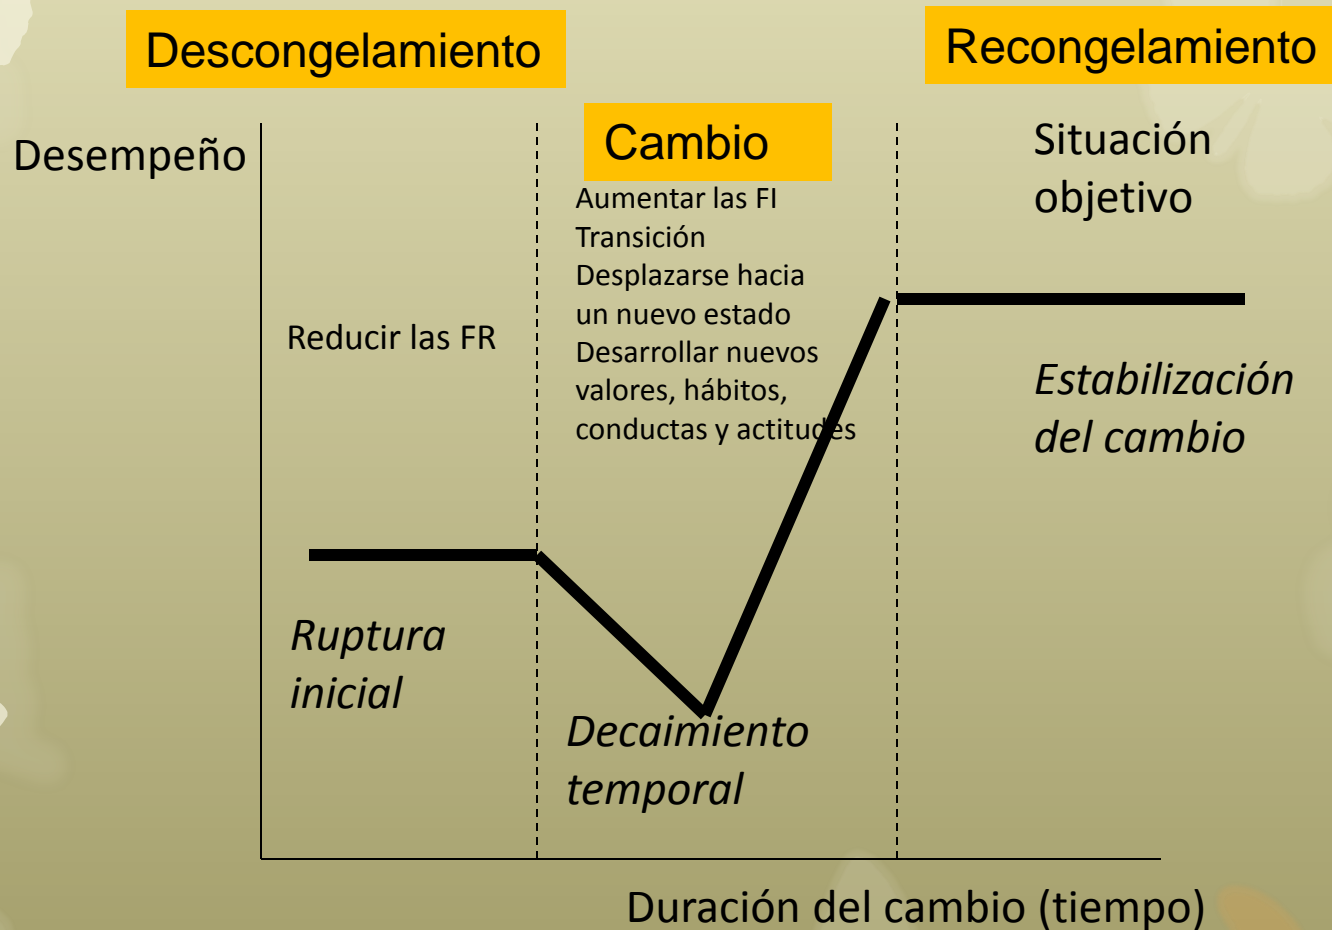 Descongelamiento
Recongelamiento
Desempeño
Cambio
Situación
objetivo
Aumentar las FI
Transición
Desplazarse hacia
un nuevo estado
Desarrollar nuevos
valores, hábitos,
conductas y actitudes
Reducir las FR
Estabilización
del cambio
Ruptura
inicial
Decaimiento
temporal
Duración del cambio (tiempo)